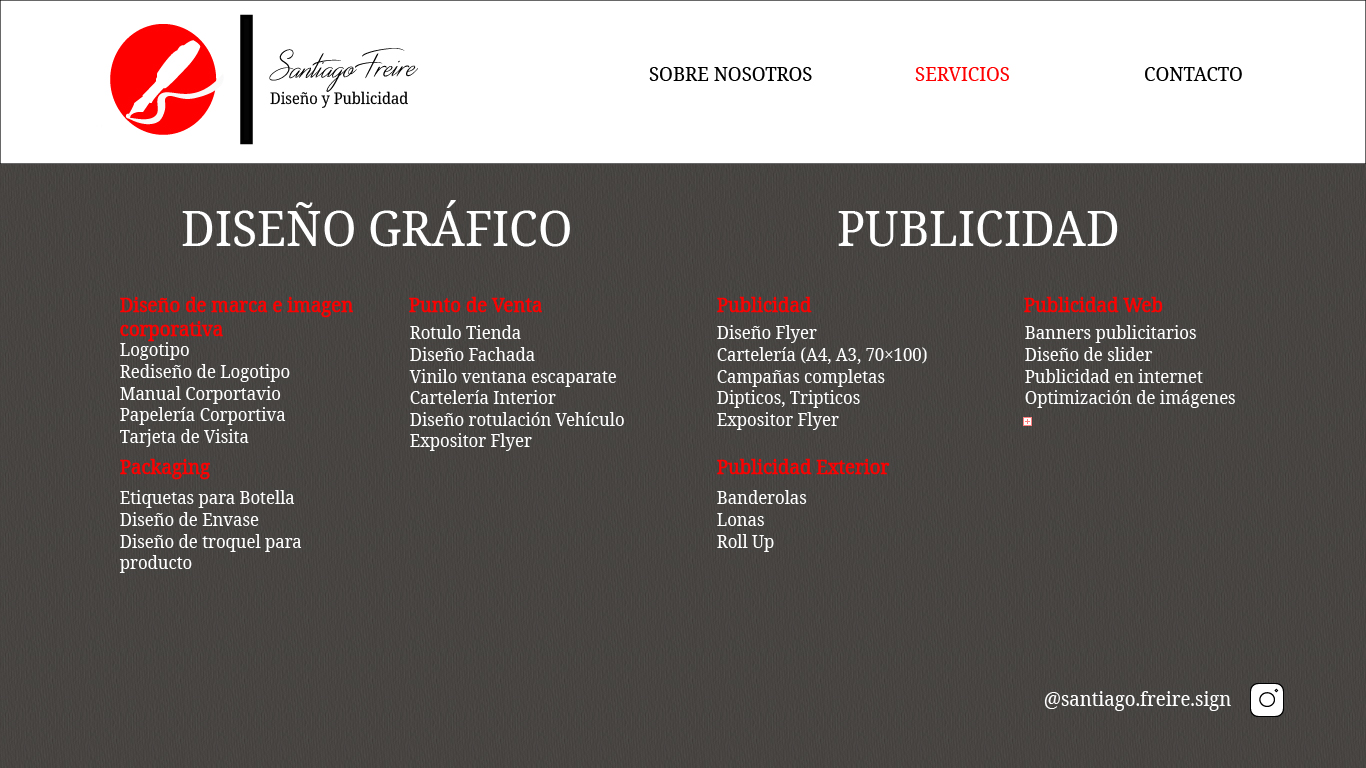 Santiago Freire
Diseño y Publicidad
SOBRE NOSOTROS
SERVICIOS
CONTACTO
DISEÑO GRÁFICO
Diseño de marca e imagen
corporativa
Logotipo
Rediseño de Logotipo
Manual Corportavio
Papelería Corportiva
Tarjeta de Visita
Packaging
Etiquetas para Botella
Diseño de Envase
Diseño de troquel para
producto
Punto de Venta
Rotulo Tienda
Diseño Fachada
Vinilo ventana escaparate
Cartelería Interior
Diseño rotulación Vehículo
Expositor Flyer
PUBLICIDAD
Publicidad
Diseño Flyer
Cartelería (A4, A3, 70×100)
Campañas completas
Dipticos, Tripticos
Expositor Flyer
Publicidad Exterior
Banderolas
Lonas
Roll Up
Publicidad Web
Banners publicitarios
Diseño de slider
Publicidad en internet
Optimización de imágenes
@santiago.freire.sign